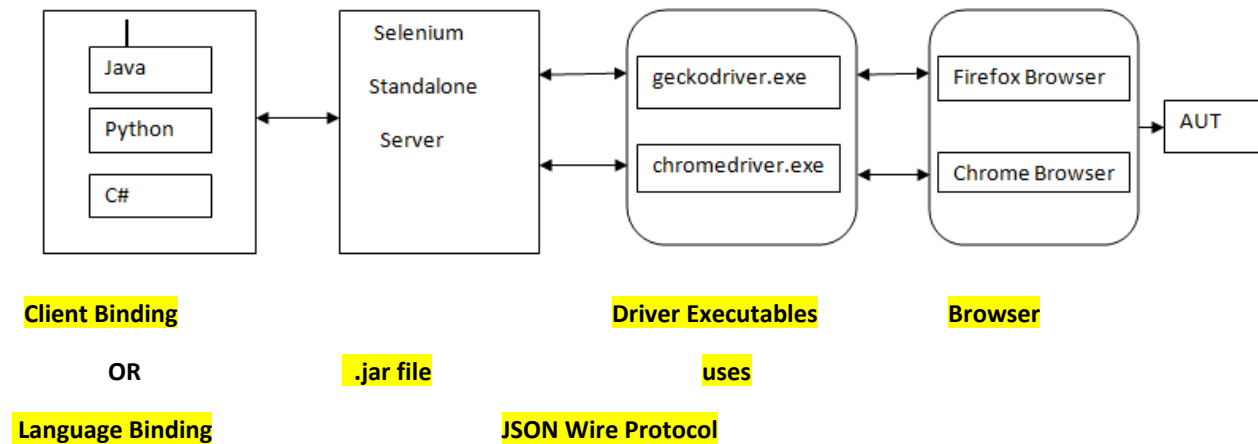 Java
Python
C#
Selenium
Standalone
Server
geckodriver.exe
chromedriver.exe
Firefox Browser
Chrome Browser
AUT
Client Binding
Driver Executables
Browser
OR
.jar file
uses
Language Binding
JSON Wire Protocol